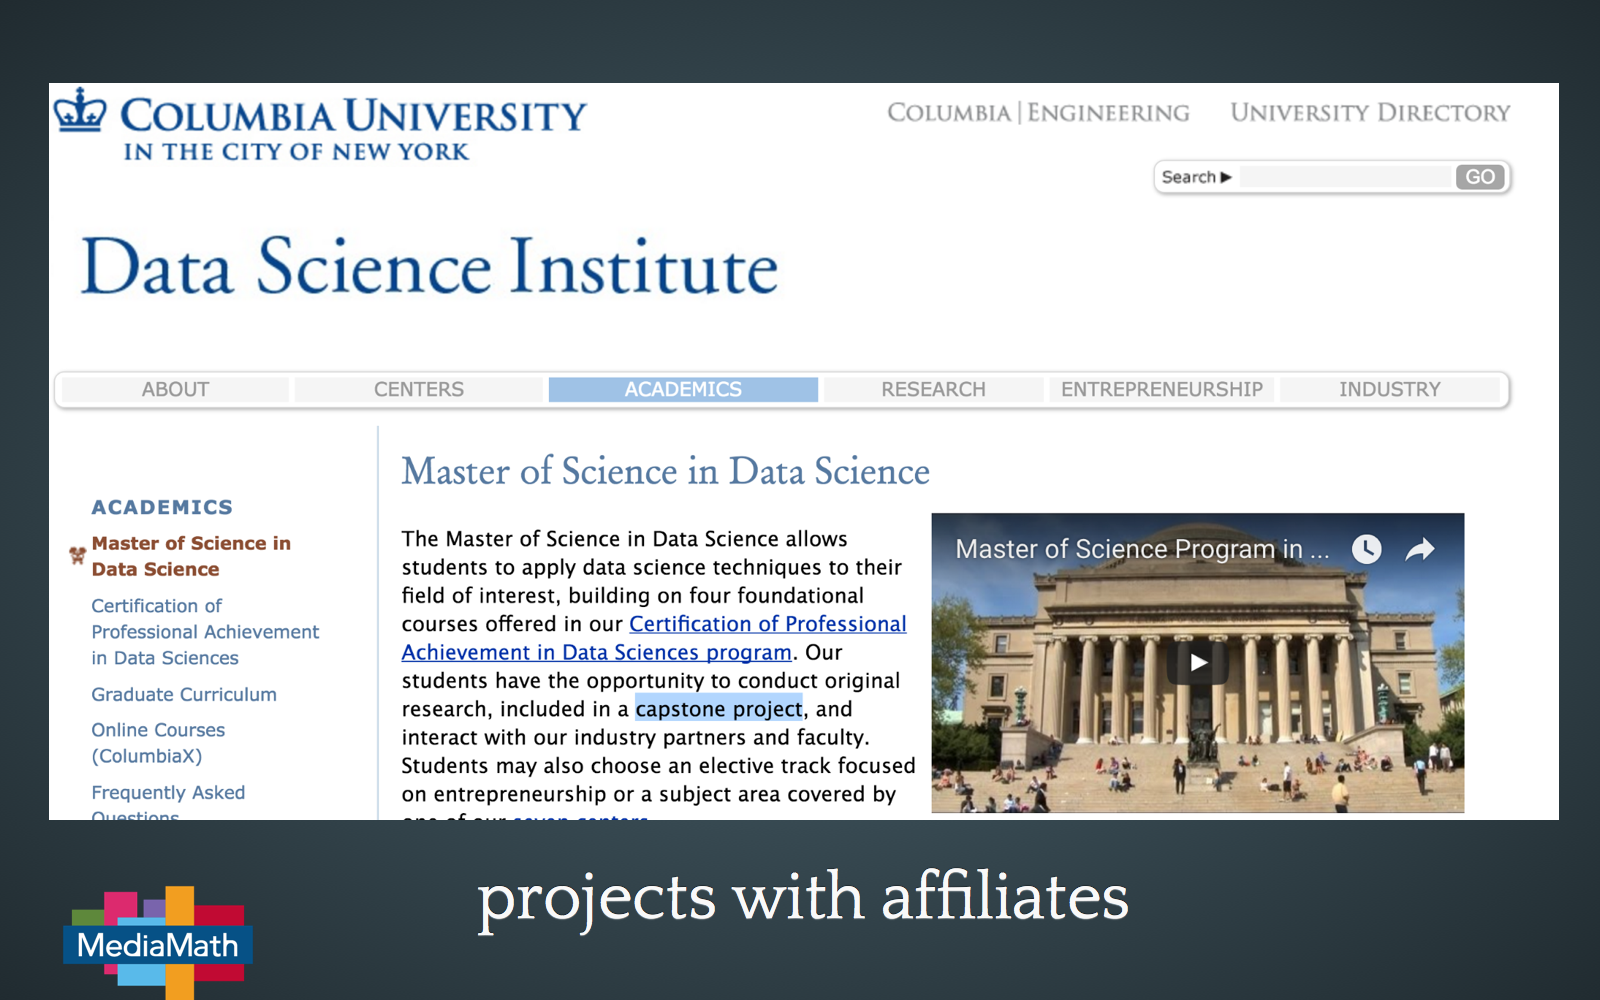 COLUMBIA UNIVERSITY
IN THE CITY OF NEW YORK
COLUMBIA | ENGINEERING
UNIVERSITY DIRECTORY
Search ▶
GO
Data Science Institute
ABOUT
CENTERS
ACADEMICS
RESEARCH
ENTREPRENEURSHIP
INDUSTRY
ACADEMICS
Master of Science in
Data Science
Certification of
Professional Achievement
in Data Sciences
Graduate Curriculum
Online Courses
(ColumbiaX)
Frequently Asked
Questions
Master of Science in Data Science
The Master of Science in Data Science allows
students to apply data science techniques to their
field of interest, building on four foundational
courses offered in our Certification of Professional
Achievement in Data Sciences program. Our
students have the opportunity to conduct original
research, included in a capstone project, and
interact with our industry partners and faculty.
Students may also choose an elective track focused
on entrepreneurship or a subject area covered by
one of our seven centers
Master of Science Program in ...
projects with affiliates
MediaMath